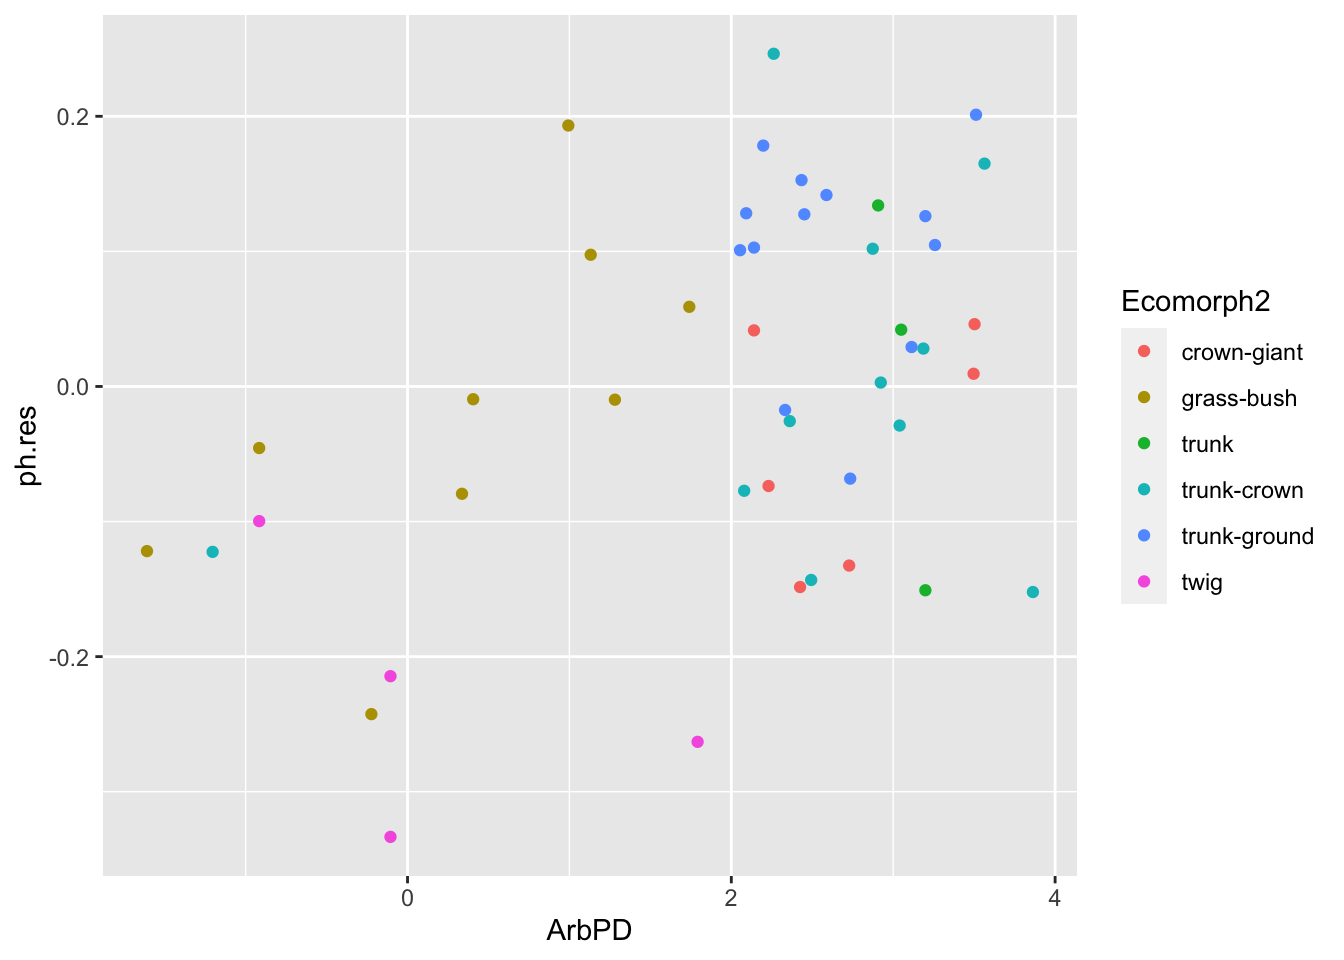 0.2
0.0
-0.2
ph.res
0
2
4
ArbPD
Ecomorph2
crown-giant
grass-bush
trunk
trunk-crown
trunk-ground
twig